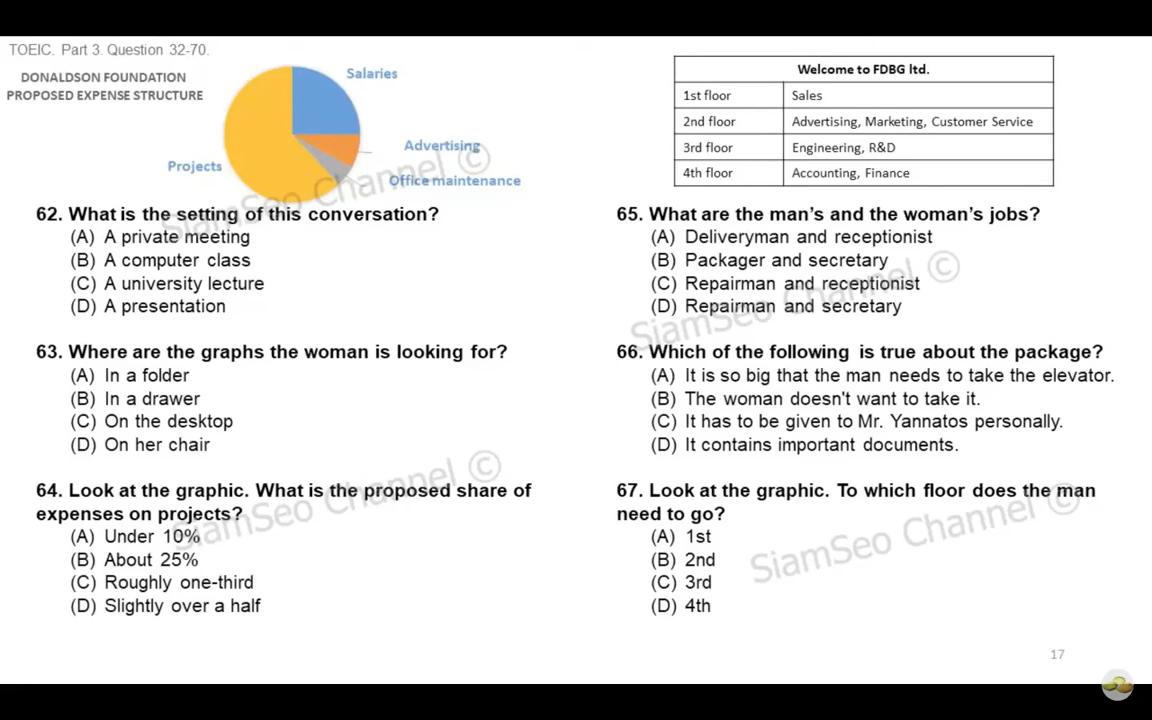 TOEIC. Part 3. Question 32-70.
DONALDSON FOUNDATION
PROPOSED EXPENSE STRUCTURE
Salaries
Advertising
Office maintenance
Projects
62. What is the setting of this conversation?
(A) A private meeting
(B) A computer class
(C) A university lecture
(D) A presentation
63. Where are the graphs the woman is looking for?
(A) In a folder
(B) In a drawer
(C) On the desktop
(D) On her chair
64. Look at the graphic. What is the proposed share of
expenses on projects?
(A) Under 10%
(B) About 25%
(C) Roughly one-third
(D) Slightly over a half
Welcome to FDBG ltd.
1st floor Sales
2nd floor Advertising, Marketing, Customer Service
3rd floor Engineering, R&D
4th floor Accounting, Finance
65. What are the man's and the woman's jobs?
(A) Deliveryman and receptionist
(B) Packager and secretary
(C) Repairman and receptionist
(D) Repairman and secretary
66. Which of the following is true about the package?
(A) It is so big that the man needs to take the elevator.
(B) The woman doesn't want to take it.
(C) It has to be given to Mr. Yannatos personally.
(D) It contains important documents.
67. Look at the graphic. To which floor does the man
need to go?
(A) 1st
(B) 2nd
(C) 3rd
(D) 4th
17
SiamSeo Channel ©
SiamSeo Channel ©
SiamSeo Channel ©
SiamSeo Channel ©